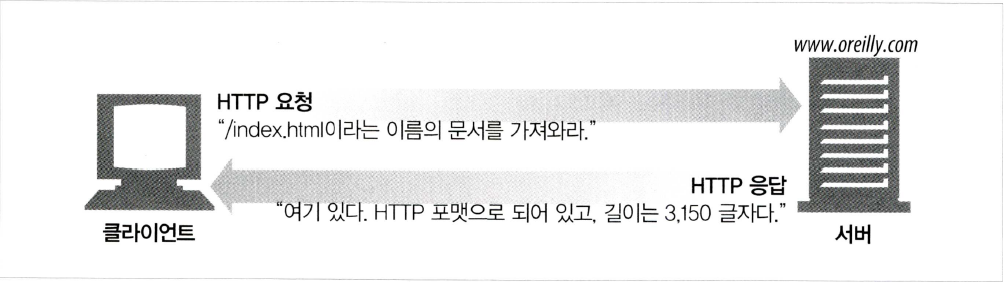 www.oreilly.com
HTTP 요청
“/index.html이라는 이름의 문서를 가져와라.”
HTTP 응답
“여기 있다. HTTP 포맷으로 되어 있고, 길이는 3,150 글자다.”
클라이언트
서버